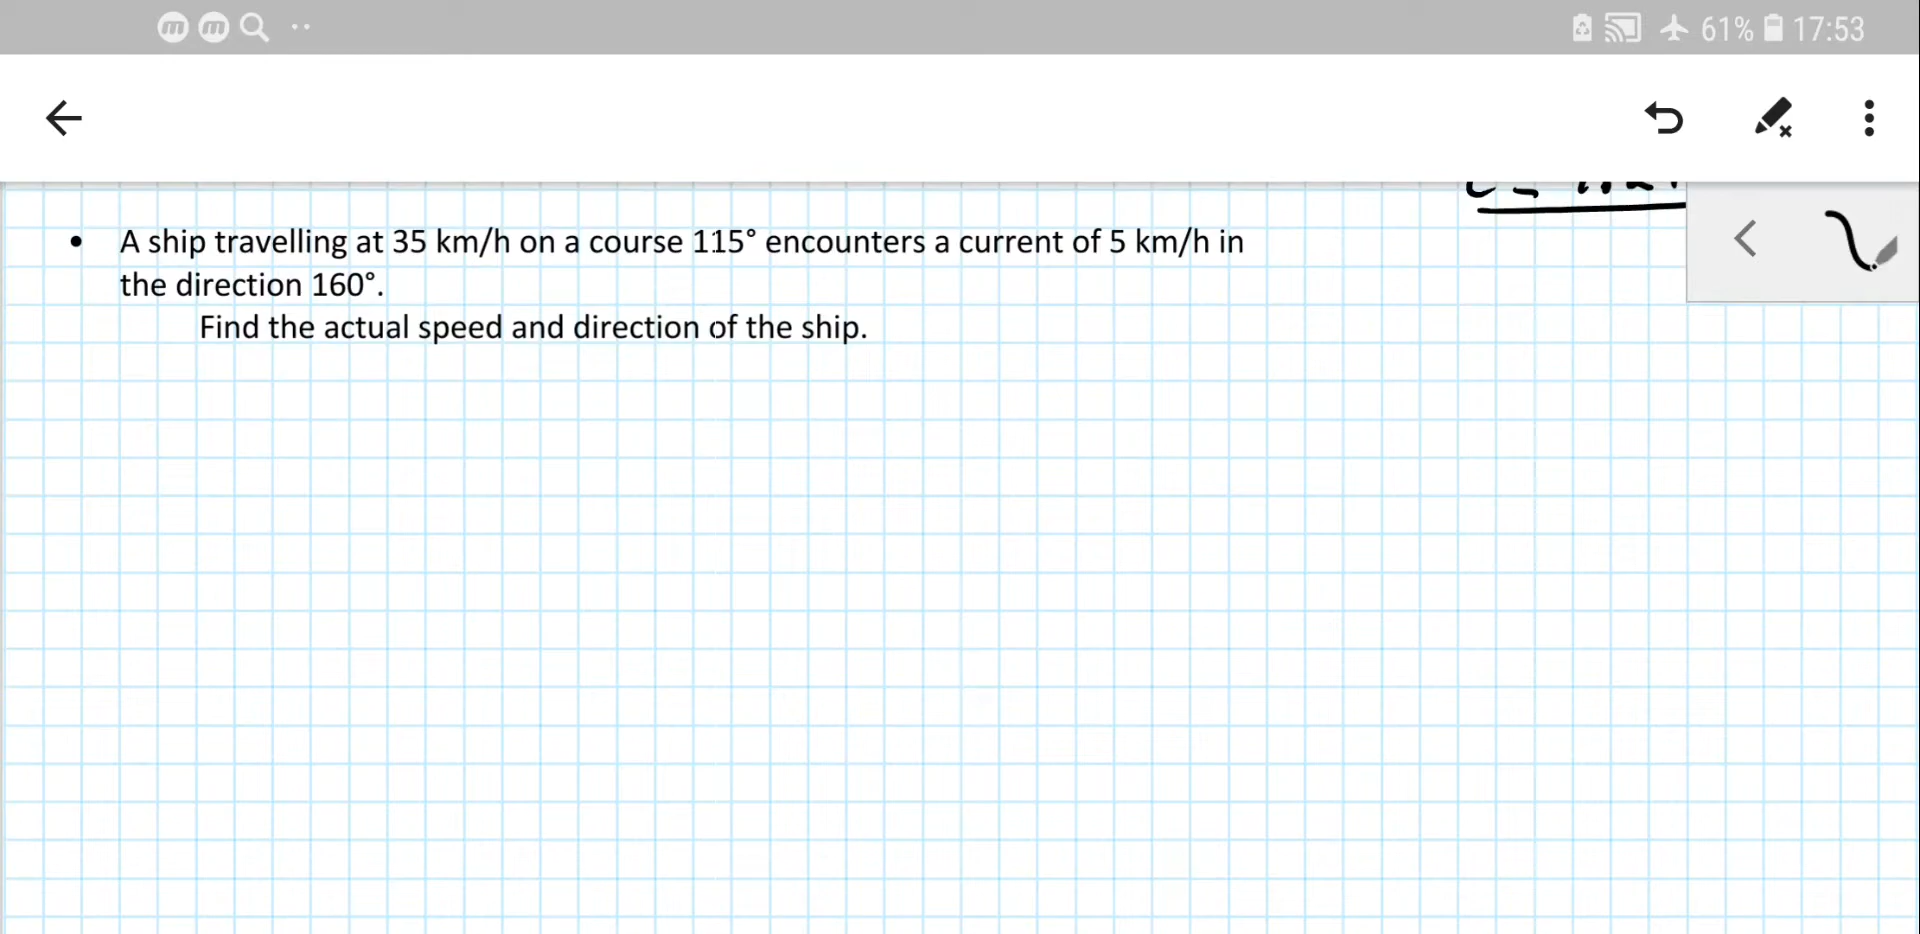 61% 17:53
• A ship travelling at 35 km/h on a course 115° encounters a current of 5 km/h in
the direction 160°.
Find the actual speed and direction of the ship.